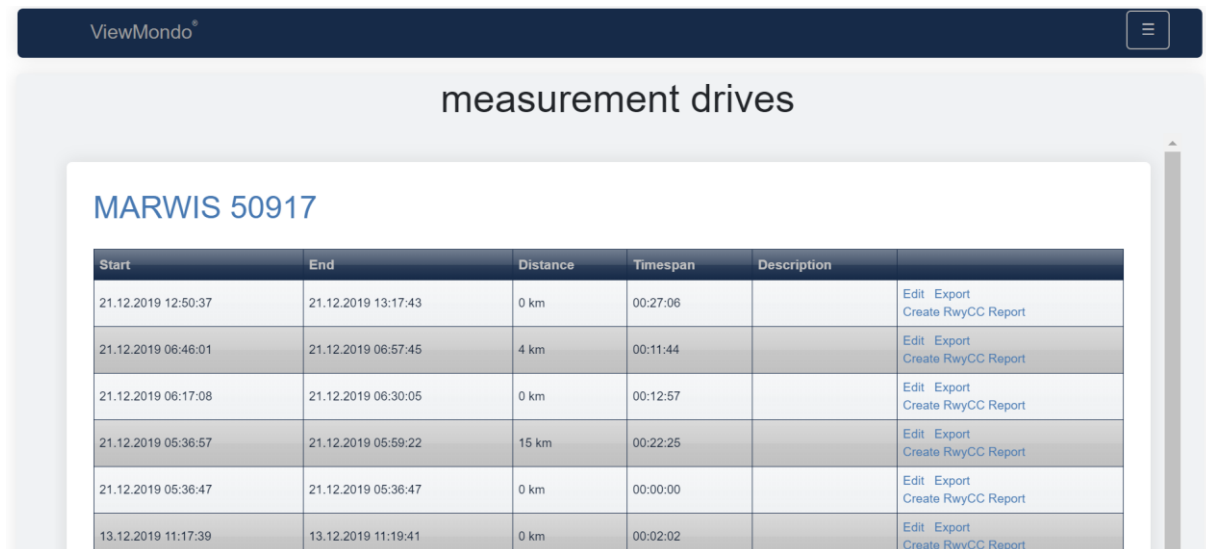 ViewMondo®
☰
measurement drives
MARWIS 50917
Start End Distance Timespan Description
21.12.2019 12:50:37 21.12.2019 13:17:43 0 km 00:27:06 Edit Export
Create RwyCC Report
21.12.2019 06:46:01 21.12.2019 06:57:45 4 km 00:11:44 Edit Export
Create RwyCC Report
21.12.2019 06:17:08 21.12.2019 06:30:05 0 km 00:12:57 Edit Export
Create RwyCC Report
21.12.2019 05:36:57 21.12.2019 05:59:22 15 km 00:22:25 Edit Export
Create RwyCC Report
21.12.2019 05:36:47 21.12.2019 05:36:47 0 km 00:00:00 Edit Export
Create RwyCC Report
13.12.2019 11:17:39 13.12.2019 11:19:41 0 km 00:02:02 Edit Export
Create RwyCC Report